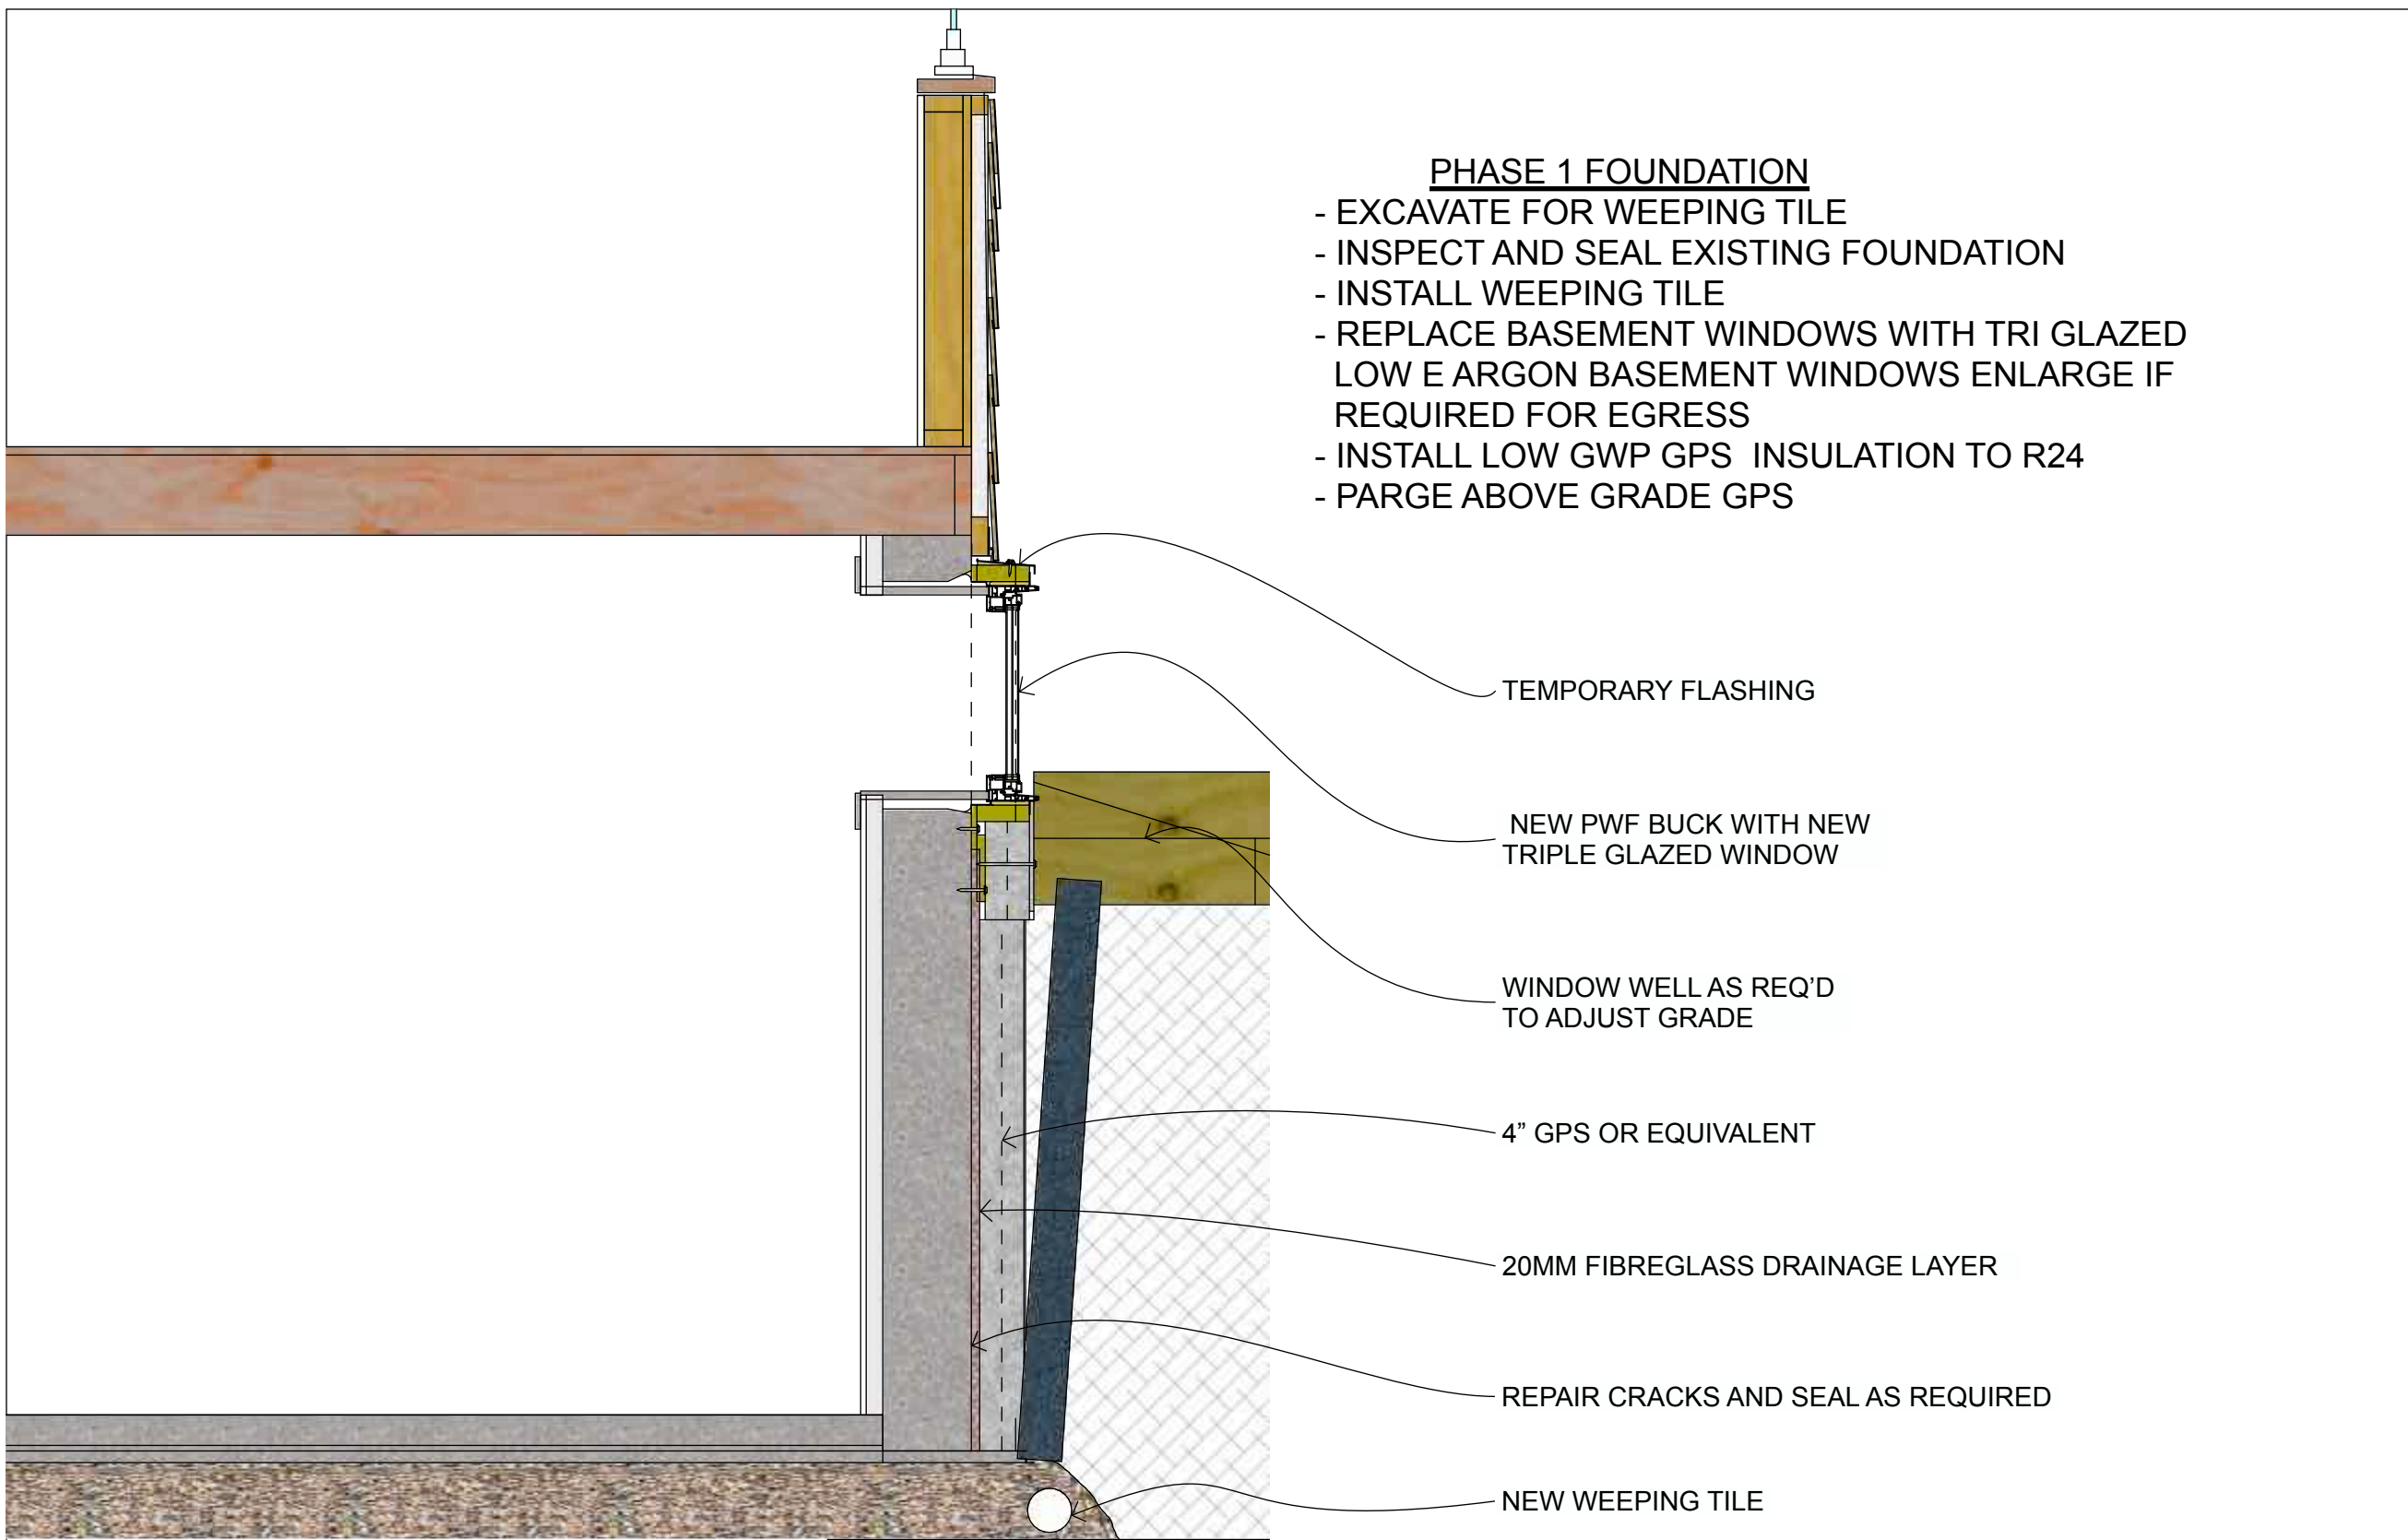 PHASE 1 FOUNDATION
- EXCAVATE FOR WEEPING TILE
- INSPECT AND SEAL EXISTING FOUNDATION
- INSTALL WEEPING TILE
- REPLACE BASEMENT WINDOWS WITH TRI GLAZED
LOW E ARGON BASEMENT WINDOWS ENLARGE IF
REQUIRED FOR EGRESS
- INSTALL LOW GWP GPS INSULATION TO R24
- PARGE ABOVE GRADE GPS
TEMPORARY FLASHING
NEW PWF BUCK WITH NEW
TRIPLE GLAZED WINDOW
WINDOW WELL AS REQ’D
TO ADJUST GRADE
4” GPS OR EQUIVALENT
20MM FIBREGLASS DRAINAGE LAYER
REPAIR CRACKS AND SEAL AS REQUIRED
NEW WEEPING TILE